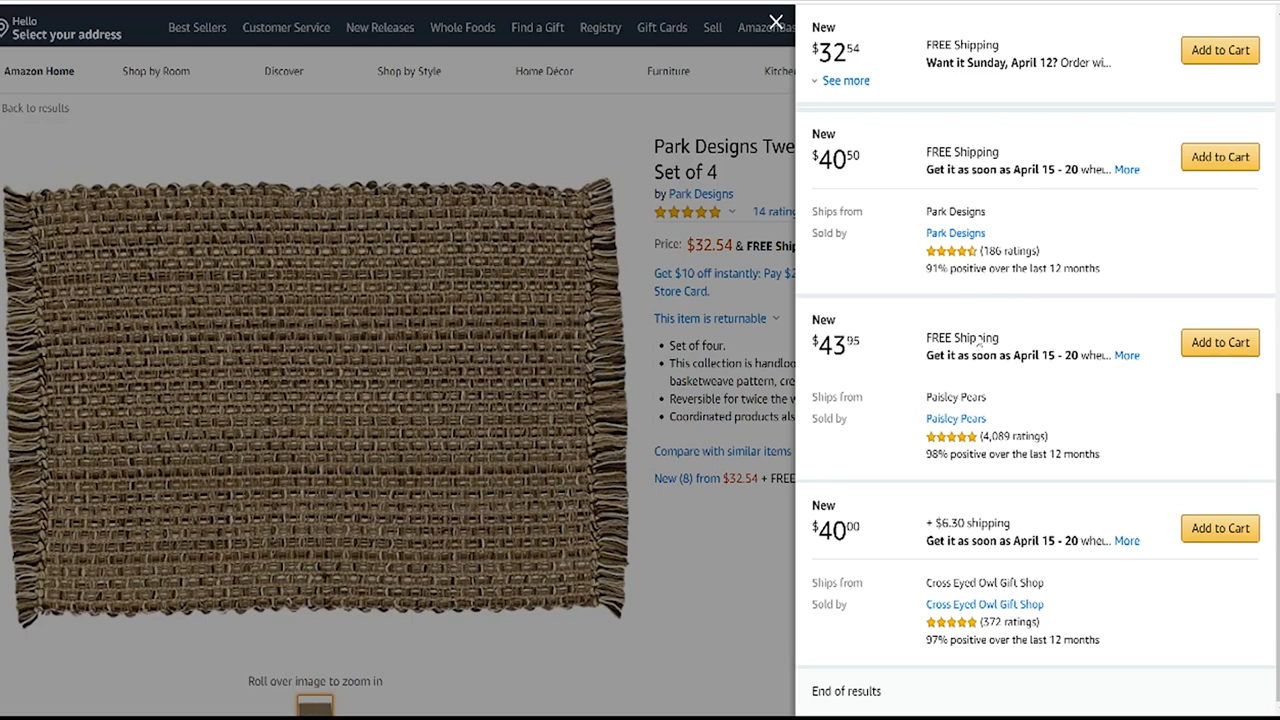 Hello
Select your address
Best Sellers
Customer Service
New Releases
Whole Foods
Find a Gift
Registry
Gift Cards
Sell
Amazon Home
Shop by Room
Discover
Shop by Style
Home Décor
Furniture
Back to results
Park Designs
Set of 4
by Park Designs
14
Price: $32.54 & FREE
Get $10 off instantly: Pay
Store Card.
This item is returnable
Set of four.
This collection is
basketweave pattern,
Reversible for twice the
Coordinated products
Compare with similar items
New (8) from $32.54 + FREE
Roll over image to zoom in
New
$32 54
FREE Shipping
Want it Sunday, April 12? Order wi...
See more
Add to Cart
New
$40 50
FREE Shipping
Get it as soon as April 15 - 20 whe... More
Add to Cart
Ships from
Park Designs
Sold by
Park Designs
(186 ratings)
91% positive over the last 12 months
New
$43 95
FREE Shipping
Get it as soon as April 15 - 20 whe... More
Add to Cart
Ships from
Paisley Pears
Sold by
Paisley Pears
(4,089 ratings)
98% positive over the last 12 months
New
$40 00
+ $6.30 shipping
Get it as soon as April 15 - 20 whe... More
Add to Cart
Ships from
Cross Eyed Owl Gift Shop
Sold by
Cross Eyed Owl Gift Shop
(372 ratings)
97% positive over the last 12 months
End of results